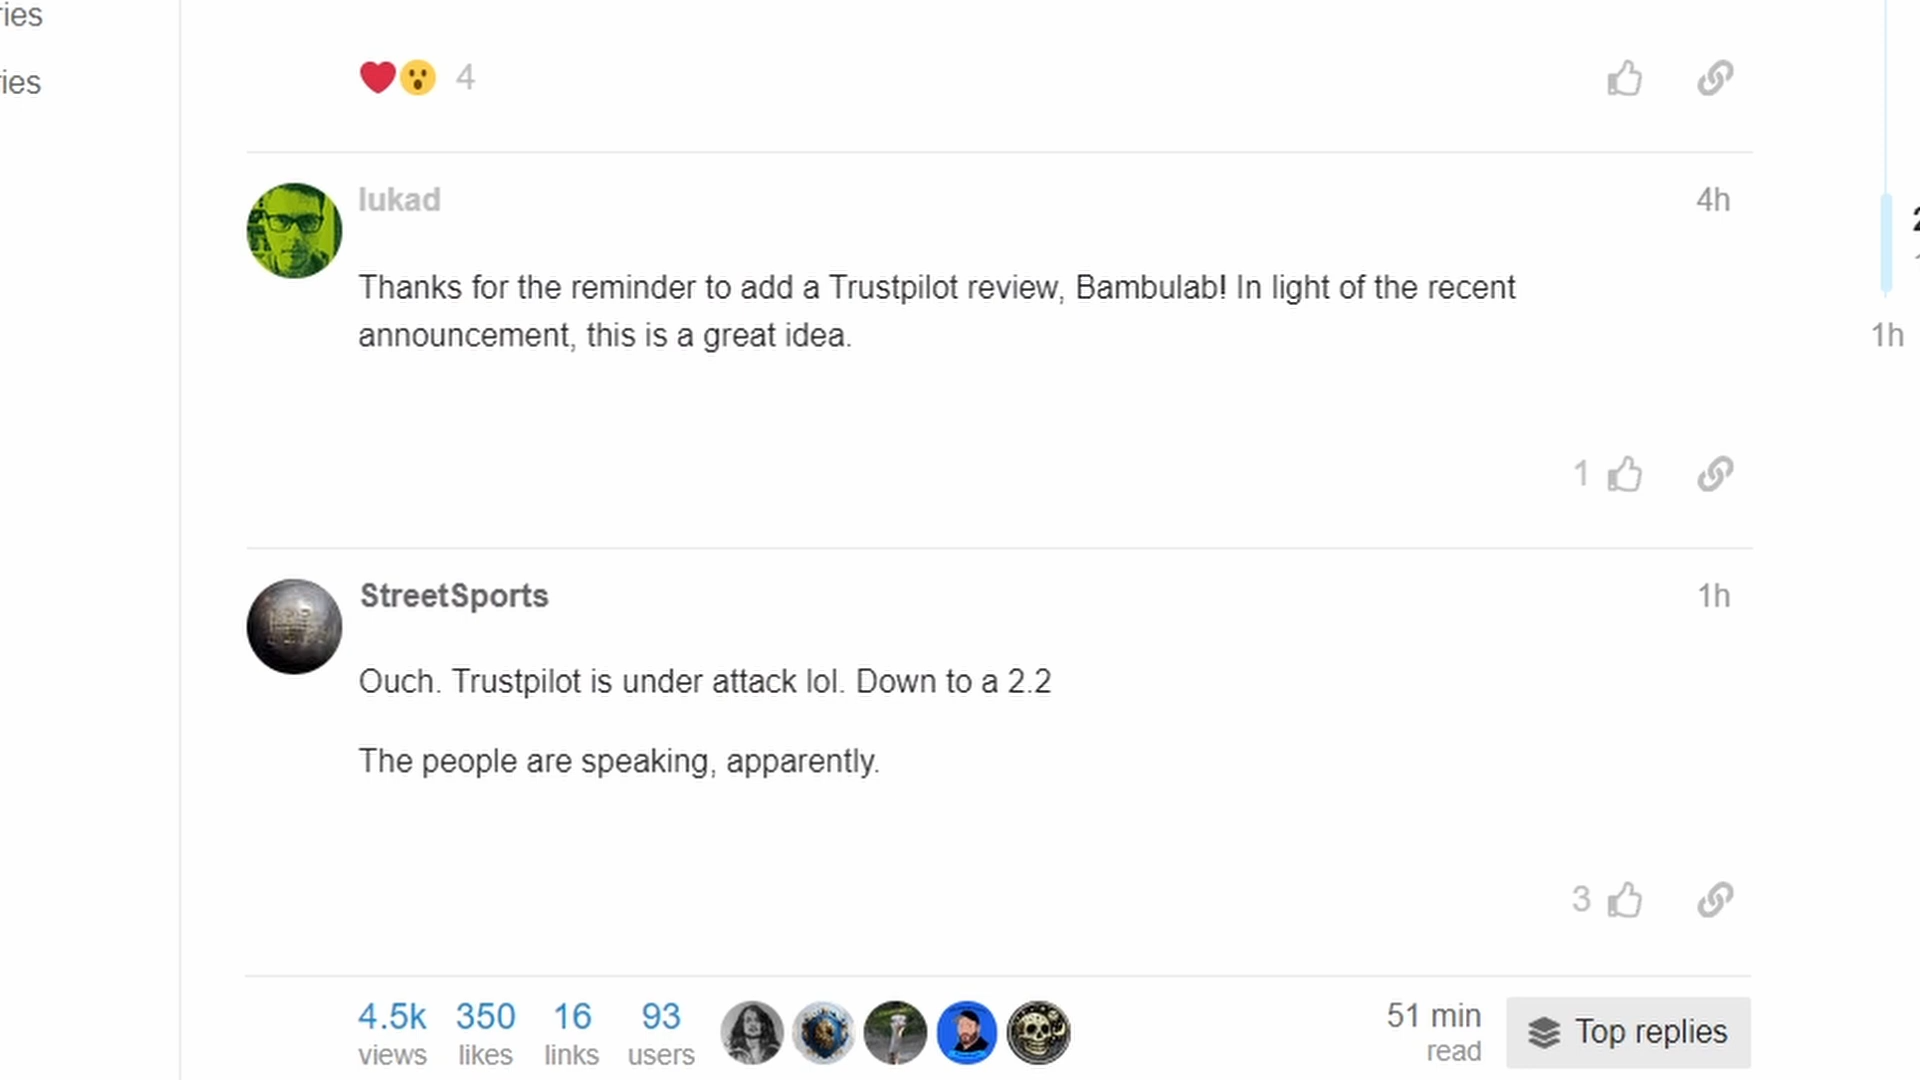 ries
ries
4
lukad
4h
Thanks for the reminder to add a Trustpilot review, Bambulab! In light of the recent
announcement, this is a great idea.
1h
1
StreetSports
1h
Ouch. Trustpilot is under attack lol. Down to a 2.2
The people are speaking, apparently.
3
4.5k
views
350
likes
16
links
93
users
51 min
read
Top replies